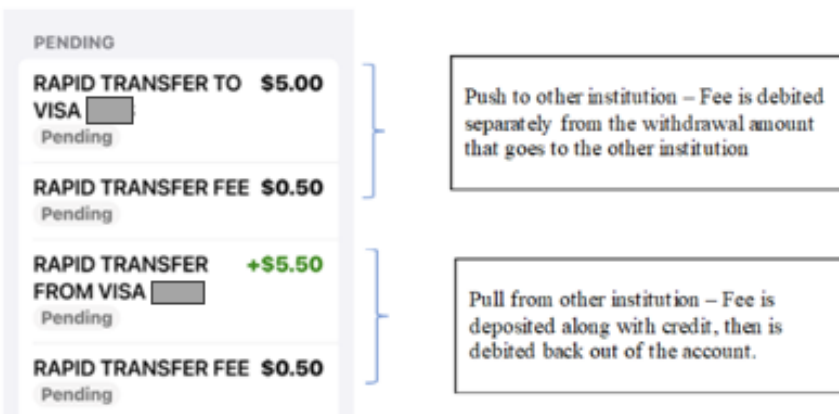 PENDING
RAPID TRANSFER TO $5.00
VISA
Pending
RAPID TRANSFER FEE $0.50
Pending
RAPID TRANSFER +$5.50
FROM VISA
Pending
RAPID TRANSFER FEE $0.50
Pending
Push to other institution – Fee is debited
separately from the withdrawal amount
that goes to the other institution
Pull from other institution – Fee is
deposited along with credit, then is
debited back out of the account.